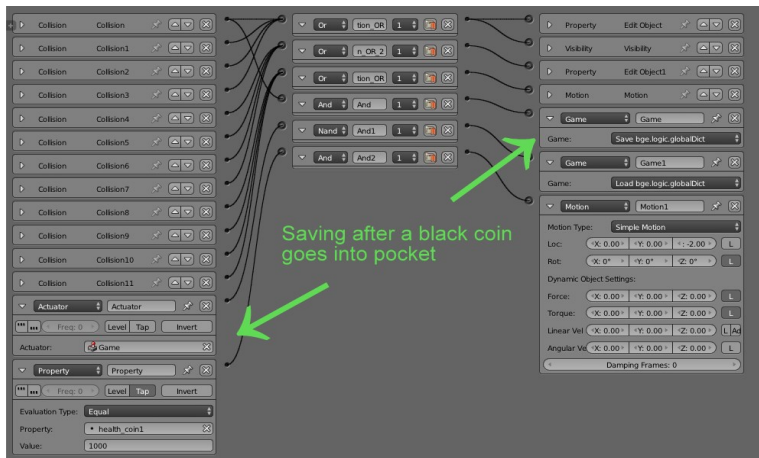 Collision Collision
Collision Collision1
Collision Collision2
Collision Collision3
Collision Collision4
Collision Collision5
Collision Collision6
Collision Collision7
Collision Collision8
Collision Collision9
Collision Collision10
Collision Collision11
Actuator Actuator
Freq: 0 Level Tap Invert
Actuator: Game
Property Property
Freq: 0 Level Tap Invert
Evaluation Type: Equal
Property: health_coin1
Value: 1000
Or tion_OR 1
Or n_OR_2 1
Or tion_OR 1
And And 1
Nand And1 1
And And2 1
Saving after a black coin
goes into pocket
Property Edit Object
Visibility Visibility
Property Edit Object1
Motion Motion
Game Game
Game: Save bge.logic.globalDict
Game Game1
Game: Load bge.logic.globalDict
Motion Motion1
Motion Type: Simple Motion
Loc: X: 0.00 Y: 0.00 : -2.00 L
Rot: X: 0° Y: 0° Z: 0° L
Dynamic Object Settings:
Force: X: 0.00 Y: 0.00 Z: 0.00 L
Torque: X: 0.00 Y: 0.00 Z: 0.00 L
Linear Vel X: 0.00 Y: 0.00 Z: 0.00 L Ad
Angular Ve X: 0.00 Y: 0.00 Z: 0.00 L
Damping Frames: 0